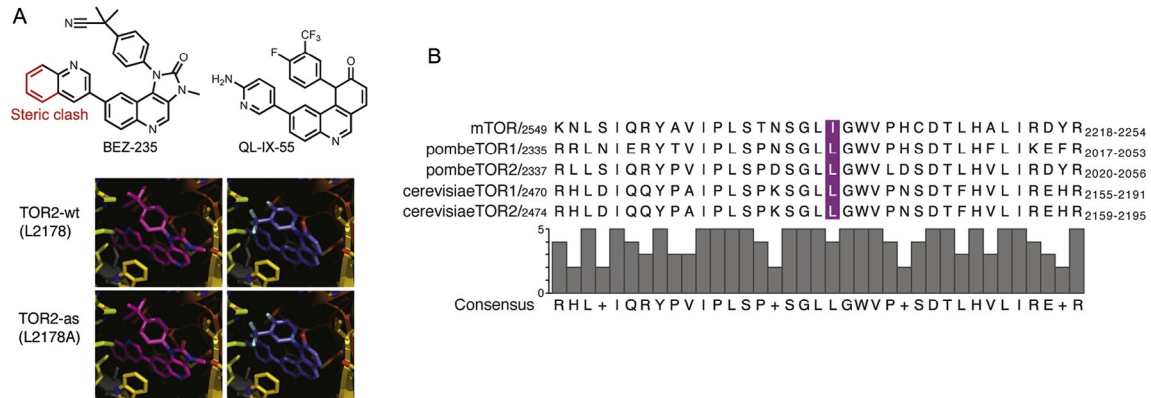 A
N
CF3
F
O
H2N
O
N
N
N
N
N
Steric clash
N
N
BEZ-235
QL-IX-55
TOR2-wt
(L2178)
TOR2-as
(L2178A)
B
mTOR/2549 K N L S I Q R Y A V I P L S T N S G L I G W V P H C D T L H A L I R D Y R 2218-2254
pombeTOR1/2335 R R L N I E R Y T V I P L S P N S G L L G W V P H S D T L H F L I K E F R 2017-2053
pombeTOR2/2337 R L L S I Q R Y S V I P L S P D S G L L G W V L D S D T L H V L I R D Y R 2020-2056
cerevisiaeTOR1/2470 R H L D I Q Q Y P A I P L S P K S G L L G W V P N S D T F H V L I R E H R 2155-2191
cerevisiaeTOR2/2474 R H L D I Q Q Y P A I P L S P K S G L L G W V P N S D T F H V L I R E H R 2159-2195
5
0
Consensus R H L + I Q R Y P V I P L S P + S G L L G W V P + S D T L H V L I R E + R